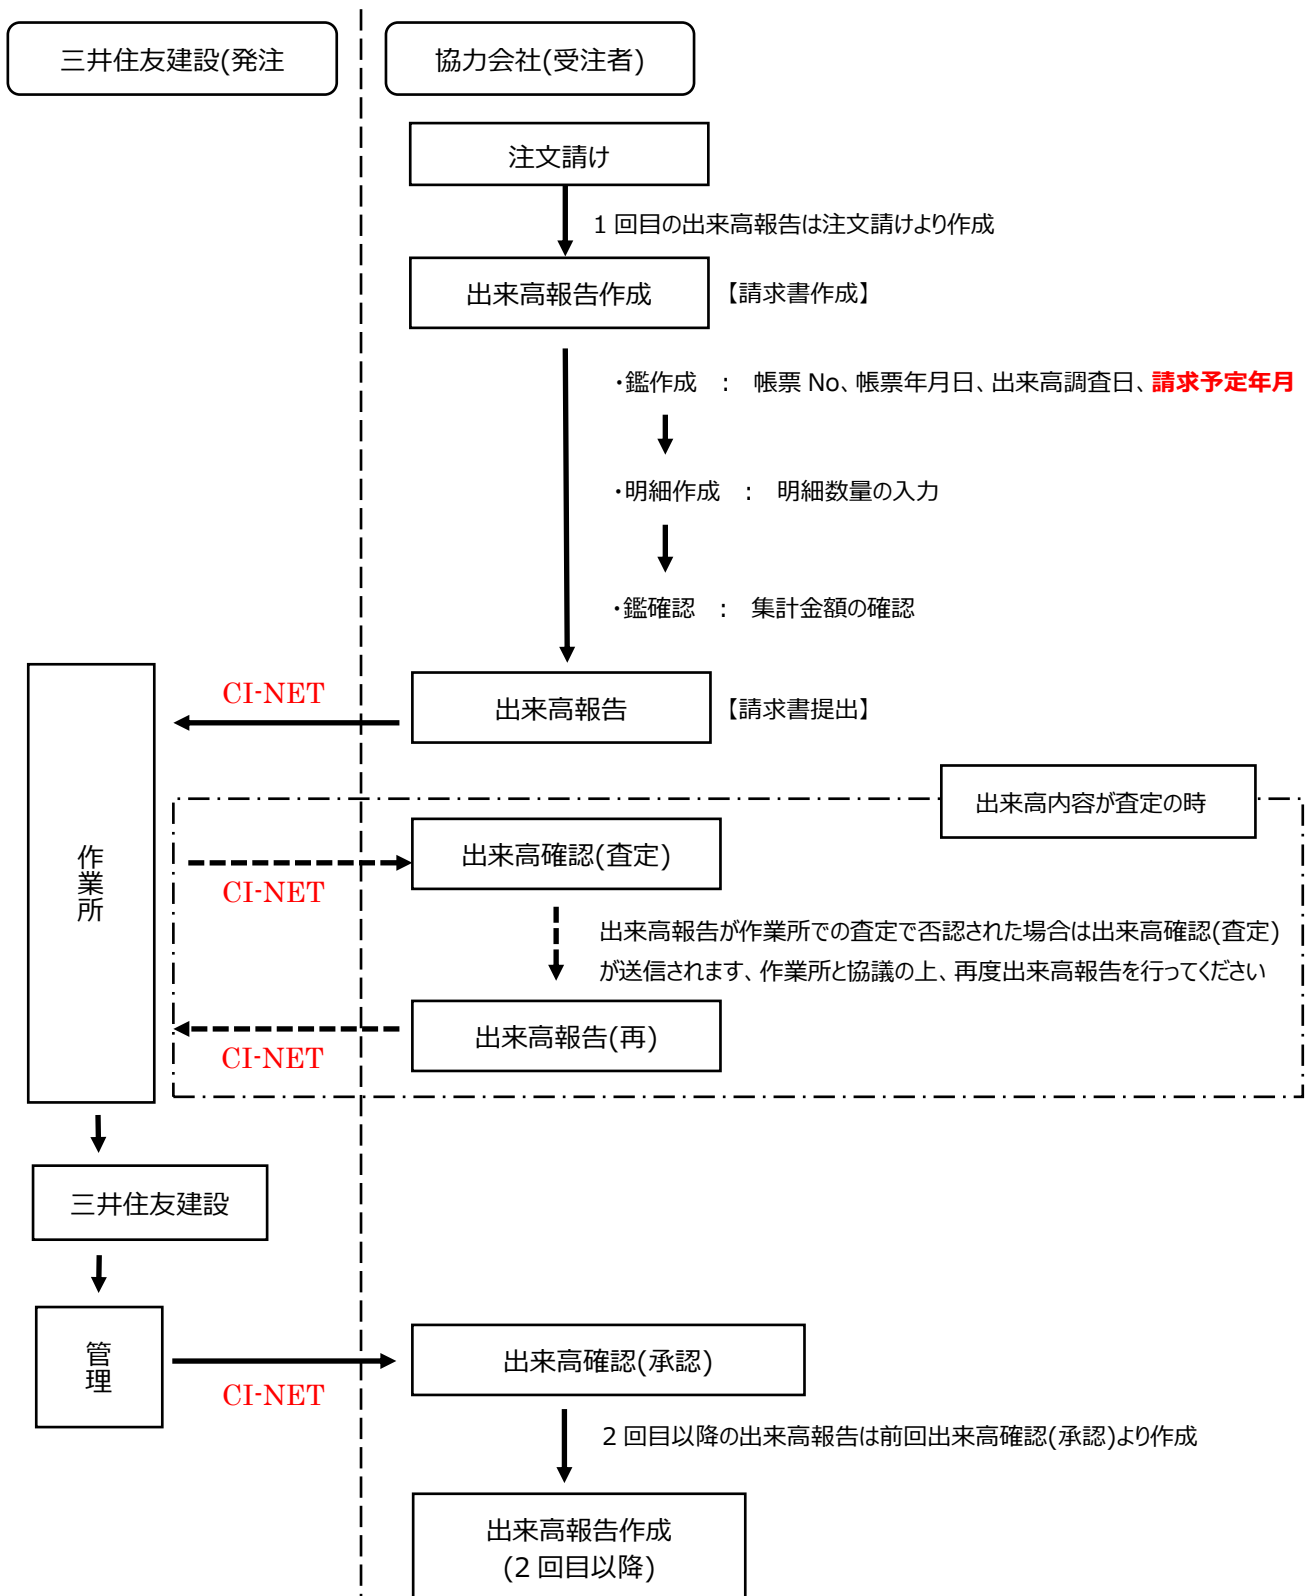 三井住友建設(発注
協力会社(受注者)
注文請け
1 回目の出来高報告は注文請けより作成
出来高報告作成
【請求書作成】
・鑑作成 : 帳票 No、帳票年月日、出来高調査日、請求予定年月
・明細作成 : 明細数量の入力
・鑑確認 : 集計金額の確認
CI-NET
出来高報告
【請求書提出】
出来高内容が査定の時
作業所
出来高確認(査定)
CI-NET
出来高報告が作業所での査定で否認された場合は出来高確認(査定)
が送信されます、作業所と協議の上、再度出来高報告を行ってください
出来高報告(再)
CI-NET
三井住友建設
管理
出来高確認(承認)
CI-NET
2 回目以降の出来高報告は前回出来高確認(承認)より作成
出来高報告作成
(2 回目以降)